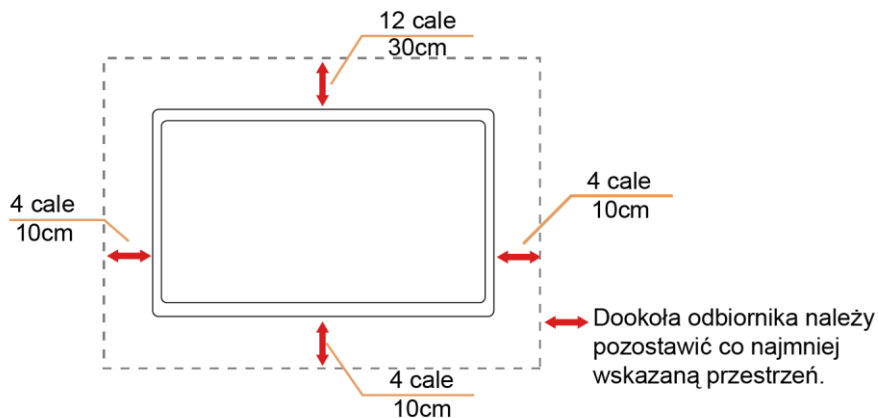 12 cale
30cm
4 cale
10cm
4 cale
10cm
Dookoła odbiornika należy
pozostawić co najmniej
wskazaną przestrzeń.
4 cale
10cm